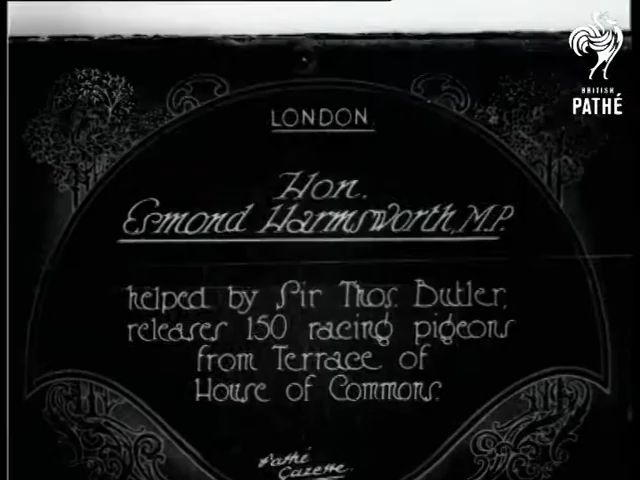 BRITISH
PATHÉ
LONDON.
Hon.
Esmond Harmsworth, M.P.
helped by Sir Thos. Butler,
releases 150 racing pigeons
from Terrace of
House of Commons.
Pathé
Gazette.